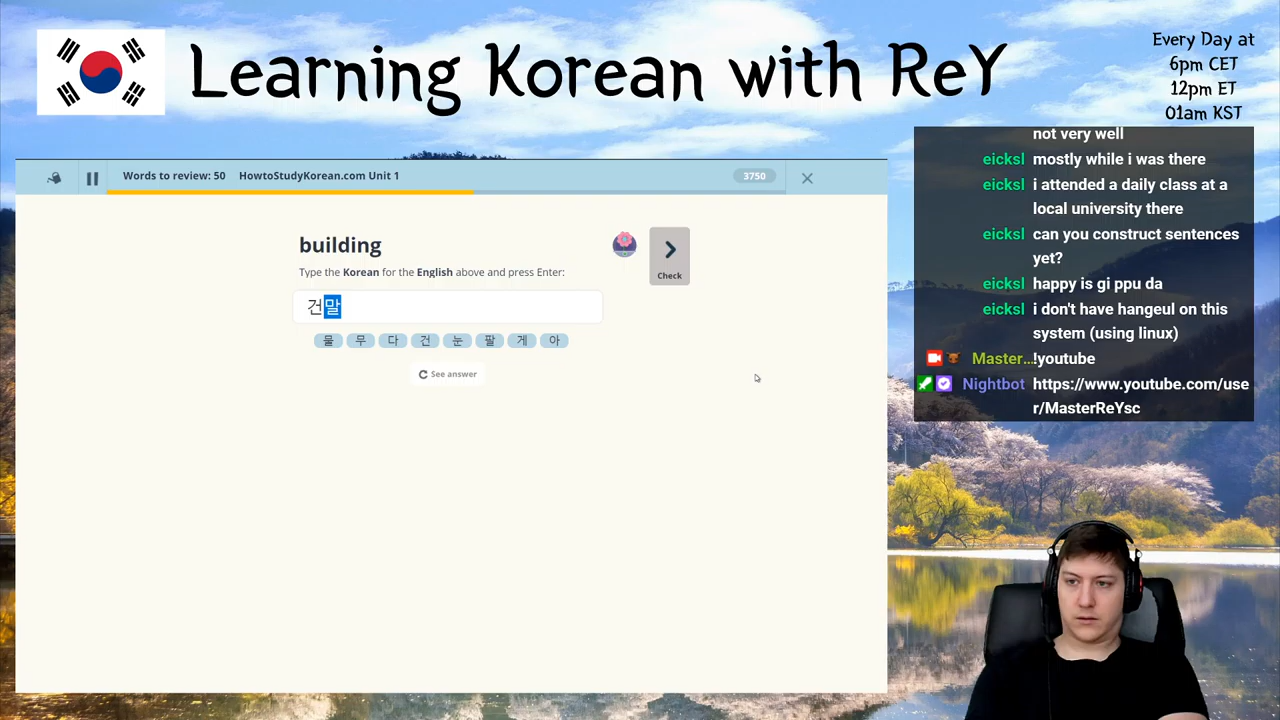 Learning Korean with ReY
Every Day at
6pm CET
12pm ET
01am KST
Words to review: 50 HowtoStudyKorean.com Unit 1
3750
building
Type the Korean for the English above and press Enter:
건말
물 무 다 건 눈 팔 게 아
See answer
Check
not very well
eicksl mostly while i was there
eicksl i attended a daily class at a
local university there
eicksl can you construct sentences
yet?
eicksl happy is gi ppu da
eicksl i don't have hangeul on this
system (using linux)
Master...!youtube
Nightbot https://www.youtube.com/use
r/MasterReYsc